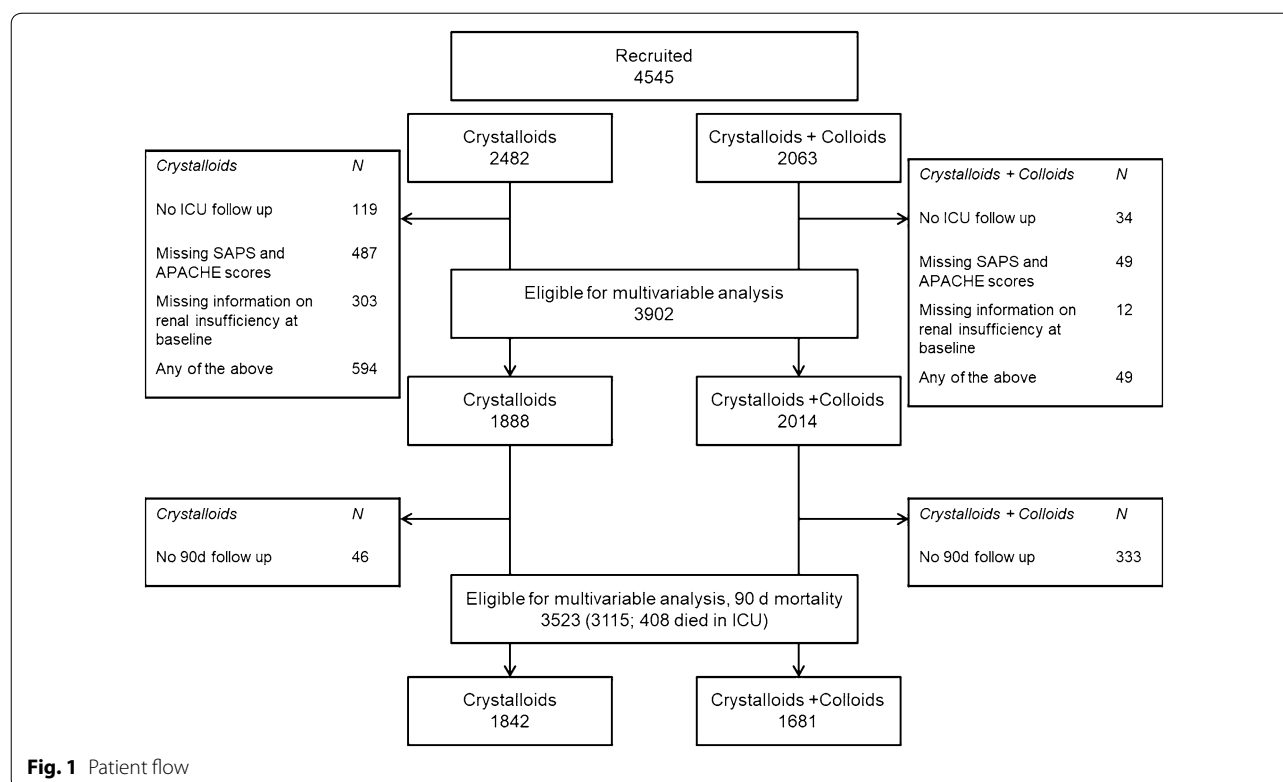 Recruited
4545
Crystalloids
2482
Crystalloids + Colloids
2063
Crystalloids N
No ICU follow up 119
Missing SAPS and 487
APACHE scores
Missing information on 303
renal insufficiency at
baseline
Any of the above 594
Crystalloids + Colloids N
No ICU follow up 34
Missing SAPS and 49
APACHE scores
Missing information on 12
renal insufficiency at
baseline
Any of the above 49
Eligible for multivariable analysis
3902
Crystalloids
1888
Crystalloids +Colloids
2014
Crystalloids N
No 90d follow up 46
Crystalloids + Colloids N
No 90d follow up 333
Eligible for multivariable analysis, 90 d mortality
3523 (3115; 408 died in ICU)
Crystalloids
1842
Crystalloids +Colloids
1681
Fig. 1 Patient flow